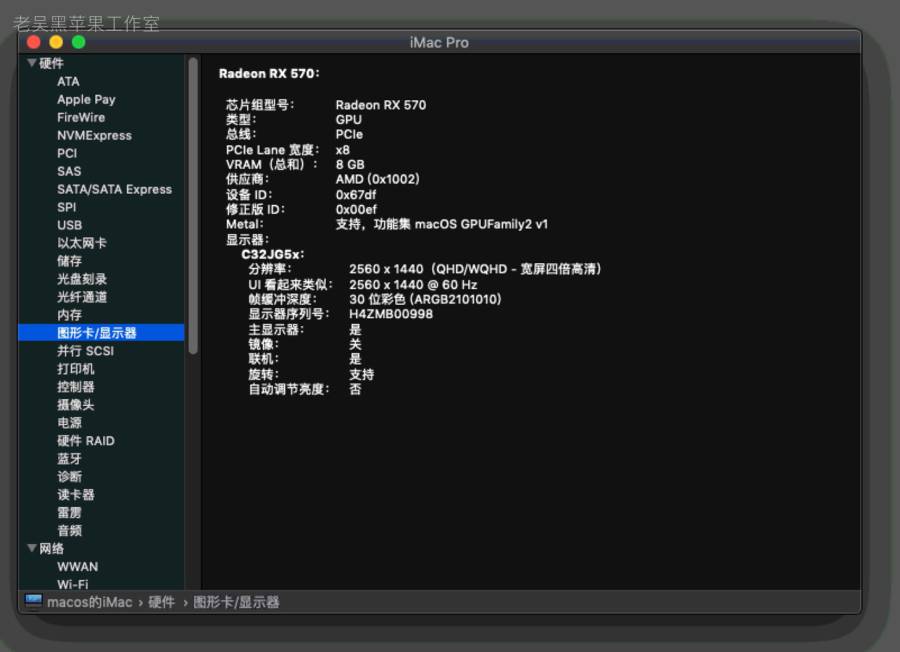 老吴黑苹果工作室
iMac Pro
硬件
ATA
Apple Pay
FireWire
NVMExpress
PCI
SAS
SATA/SATA Express
SPI
USB
以太网卡
储存
光盘刻录
光纤通道
内存
图形卡/显示器
并行 SCSI
打印机
控制器
摄像头
电源
硬件 RAID
蓝牙
诊断
读卡器
雷雳
音频
网络
WWAN
Wi-Fi
Radeon RX 570：
芯片组型号： Radeon RX 570
类型： GPU
总线： PCIe
PCIe Lane 宽度： x8
VRAM（总和）： 8 GB
供应商： AMD (0x1002)
设备 ID： 0x67df
修正版 ID： 0x00ef
Metal： 支持，功能集 macOS GPUFamily2 v1
显示器：
C32JG5x：
分辨率： 2560 x 1440（QHD/WQHD - 宽屏四倍高清）
UI 看起来类似： 2560 x 1440 @ 60 Hz
帧缓冲深度： 30 位彩色 (ARGB2101010)
显示器序列号： H4ZMB00998
主显示器： 是
镜像： 关
联机： 是
旋转： 支持
自动调节亮度： 否
macos的iMac › 硬件 › 图形卡/显示器